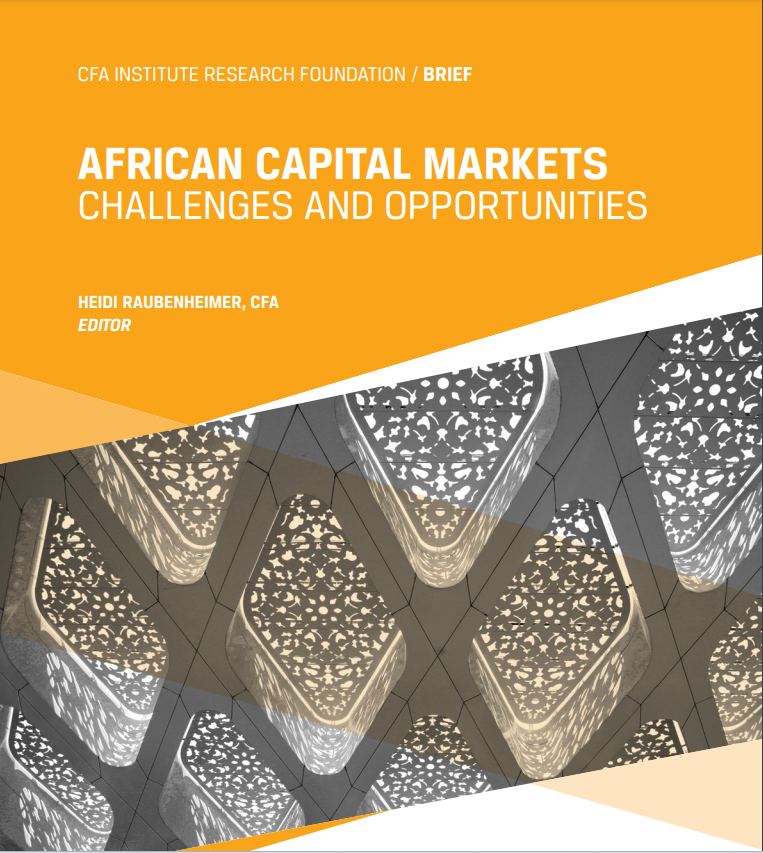 CFA INSTITUTE RESEARCH FOUNDATION / BRIEF
AFRICAN CAPITAL MARKETS
CHALLENGES AND OPPORTUNITIES
HEIDI RAUBENHEIMER, CFA
EDITOR